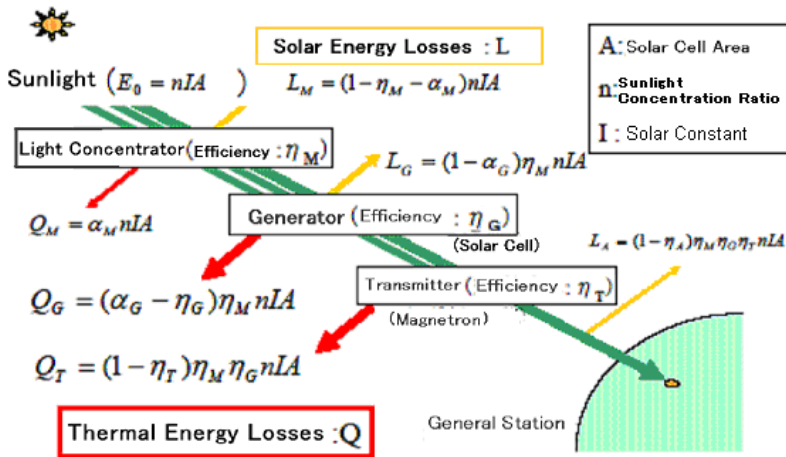 Solar Energy Losses : L
Sunlight ( E₀ = nIA )
L_M = (1 - η_M - α_M)nIA
A: Solar Cell Area
n: Sunlight
Concentration Ratio
I : Solar Constant
Light Concentrator (Efficiency : η_M)
L_G = (1 - α_G)η_M nIA
Q_M = α_M nIA
Generator (Efficiency : η_G)
(Solar Cell)
L_A = (1 - η_A)η_M η_G η_T nIA
Transmitter (Efficiency : η_T)
(Magnetron)
Q_G = (α_G - η_G)η_M nIA
Q_T = (1 - η_T)η_M η_G nIA
General Station
Thermal Energy Losses : Q